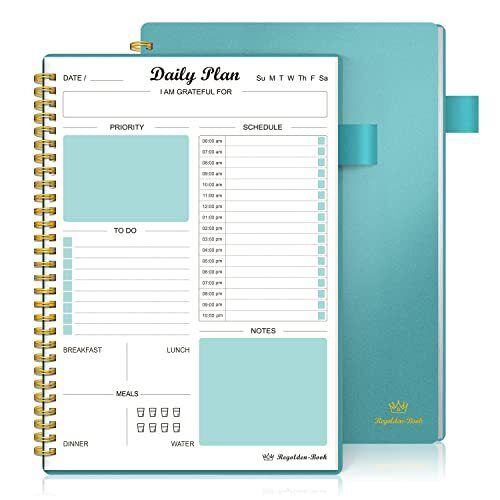 Daily Plan
DATE / Su M T W Th F Sa
I AM GRATEFUL FOR
PRIORITY
SCHEDULE
06:00 am
07:00 am
08:00 am
09:00 am
10:00 am
11:00 am
12:00 pm
01:00 pm
02:00 pm
03:00 pm
04:00 pm
05:00 pm
06:00 pm
07:00 pm
08:00 pm
09:00 pm
10:00 pm
TO DO
NOTES
BREAKFAST
LUNCH
MEALS
DINNER
WATER
Regolden-Book
Regolden-Book